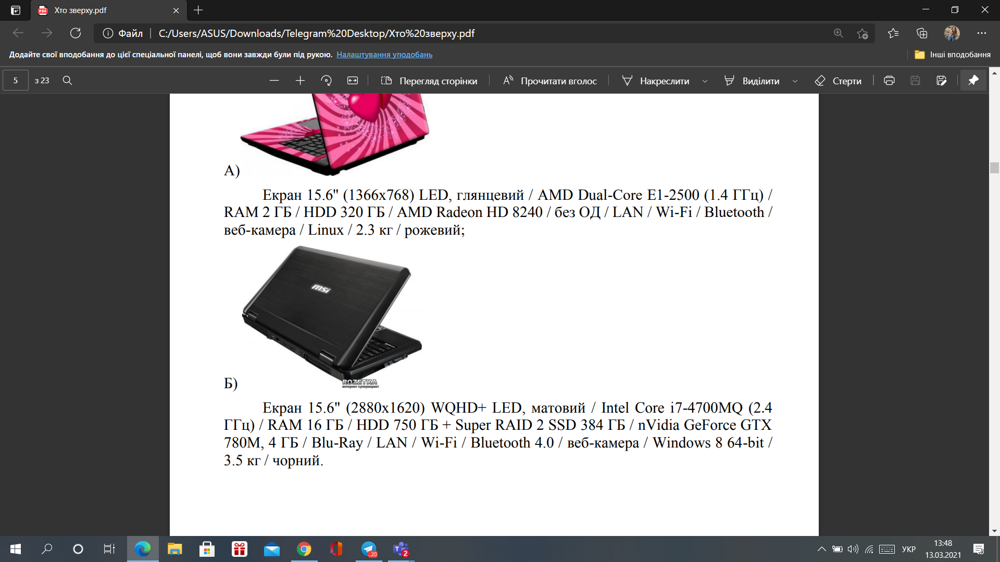 Хто зверху.pdf
Файл C:/Users/ASUS/Downloads/Telegram%20Desktop/Хто%20зверху.pdf
Додайте свої вподобання до цієї спеціальної панелі, щоб вони завжди були під рукою. Налаштування уподобань
Інші вподобання
5 з 23 Перегляд сторінки Прочитати вголос Накреслити Виділити Стерти
А)
Екран 15.6" (1366x768) LED, глянцевий / AMD Dual-Core E1-2500 (1.4 ГГц) /
RAM 2 ГБ / HDD 320 ГБ / AMD Radeon HD 8240 / без ОД / LAN / Wi-Fi / Bluetooth /
веб-камера / Linux / 2.3 кг / рожевий;
msi
ROZETKA
интернет супермаркет
Б)
Екран 15.6" (2880x1620) WQHD+ LED, матовий / Intel Core i7-4700MQ (2.4
ГГц) / RAM 16 ГБ / HDD 750 ГБ + Super RAID 2 SSD 384 ГБ / nVidia GeForce GTX
780M, 4 ГБ / Blu-Ray / LAN / Wi-Fi / Bluetooth 4.0 / веб-камера / Windows 8 64-bit /
3.5 кг / чорний.
..20
2
УКР
13:48
13.03.2021